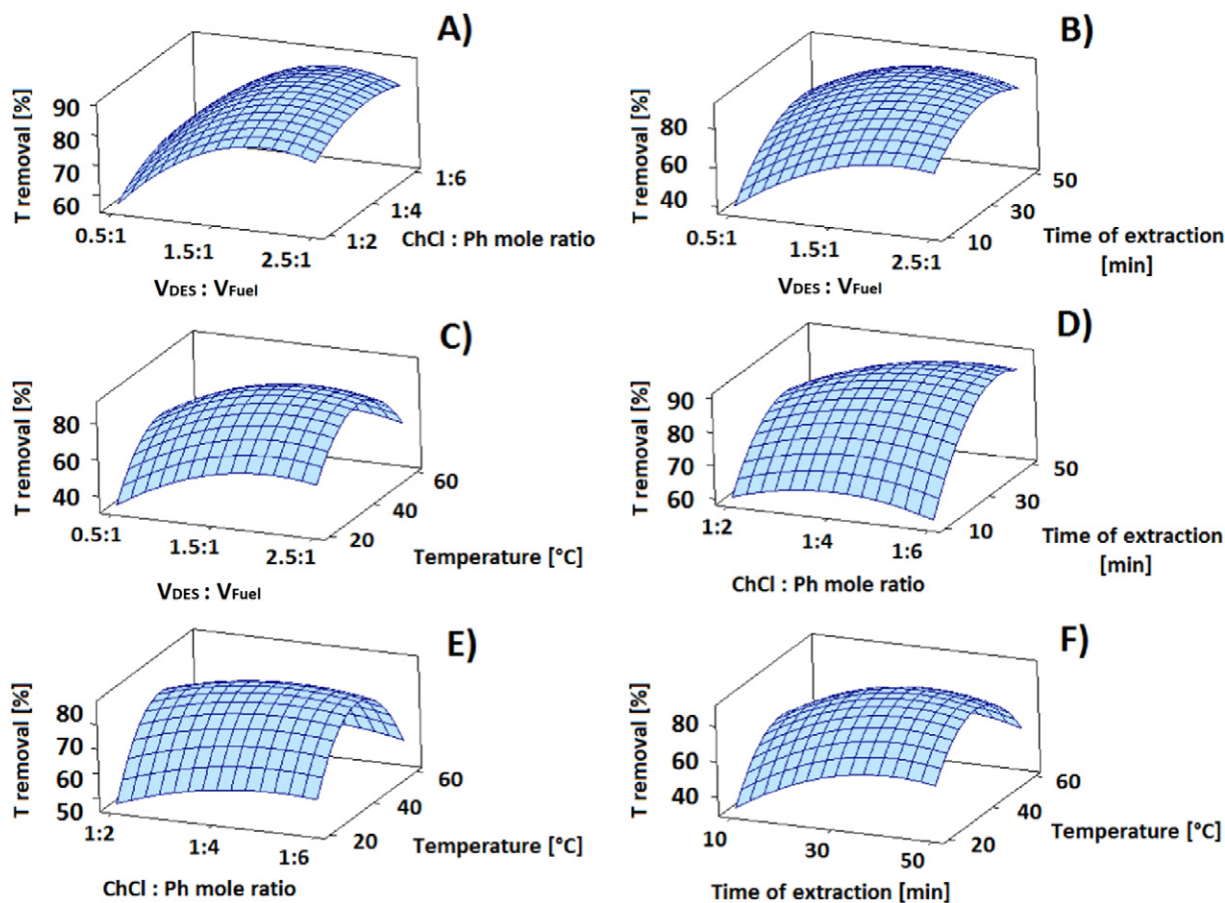 A)
T removal [%]
90
80
70
60
0.5:1
1.5:1
2.5:1
VDES : VFuel
1:2
1:4
1:6
ChCl : Ph mole ratio
B)
T removal [%]
80
60
40
0.5:1
1.5:1
2.5:1
VDES : VFuel
10
30
50
Time of extraction
[min]
C)
T removal [%]
80
60
40
0.5:1
1.5:1
2.5:1
VDES : VFuel
20
40
60
Temperature [°C]
D)
T removal [%]
90
80
70
60
1:2
1:4
1:6
ChCl : Ph mole ratio
10
30
50
Time of extraction
[min]
E)
T removal [%]
80
70
60
50
1:2
1:4
1:6
ChCl : Ph mole ratio
20
40
60
Temperature [°C]
F)
T removal [%]
80
60
40
10
30
50
Time of extraction [min]
20
40
60
Temperature [°C]